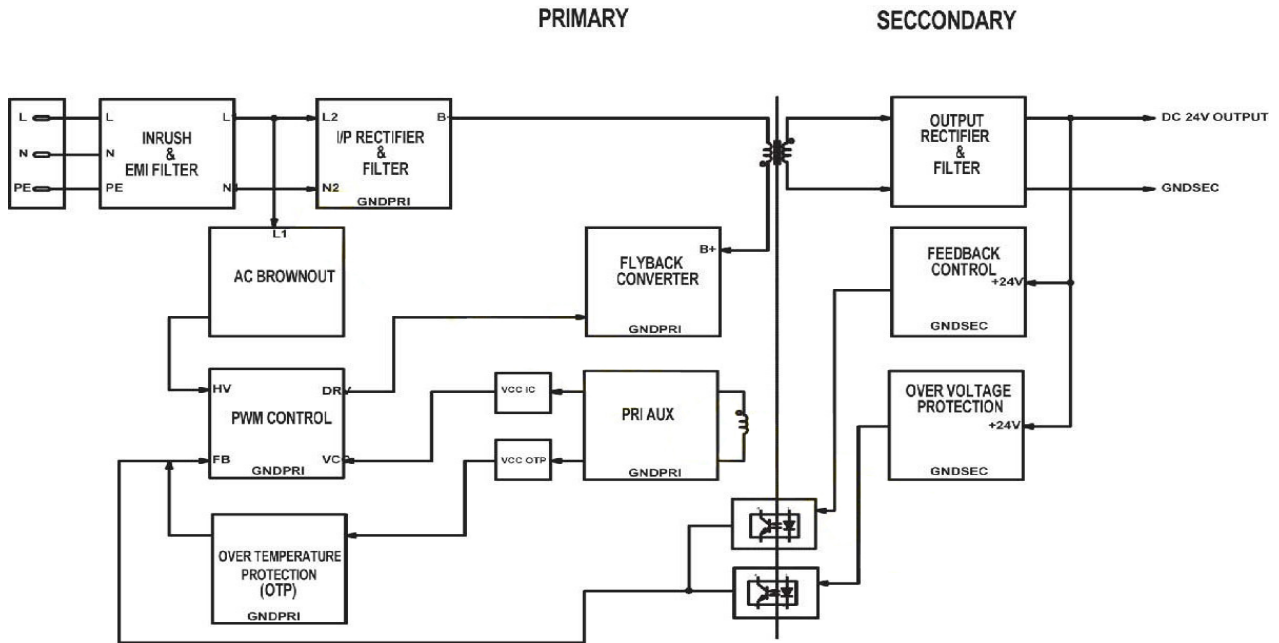 PRIMARY
SECCONDARY
L
N
PE
L
N
PE
INRUSH
&
EMI FILTER
L1
N1
L2
N2
I/P RECTIFIER
&
FILTER
GNDPRI
B+
OUTPUT
RECTIFIER
&
FILTER
DC 24V OUTPUT
GNDSEC
L1
AC BROWNOUT
B+
FLYBACK
CONVERTER
GNDPRI
FEEDBACK
CONTROL
+24V
GNDSEC
HV
DRV
PWM CONTROL
FB
VCC
GNDPRI
VCC IC
VCC OTP
PRI AUX
GNDPRI
OVER VOLTAGE
PROTECTION
+24V
GNDSEC
OVER TEMPERATURE
PROTECTION
(OTP)
GNDPRI